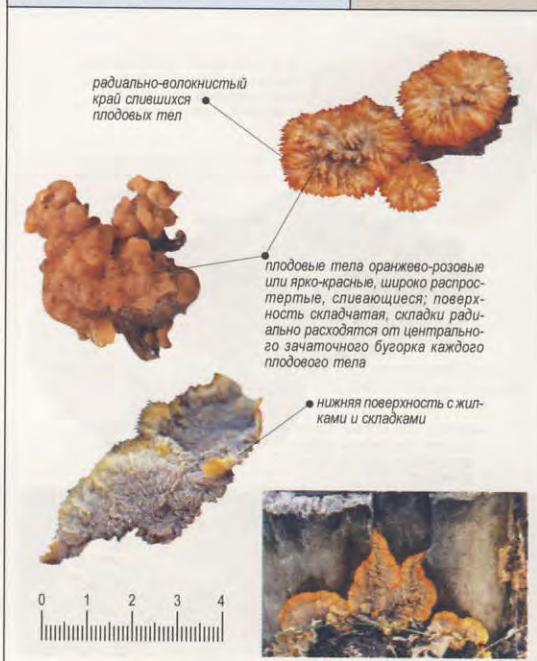 радиально-волокнистый
край слившихся
плодовых тел
плодовые тела оранжево-розовые
или ярко-красные, широко распрос-
тертые, сливающиеся; поверх-
ность складчатая, складки ради-
ально расходятся от центрально-
го зачаточного бугорка каждого
плодового тела
нижняя поверхность с жил-
ками и складками
0 1 2 3 4